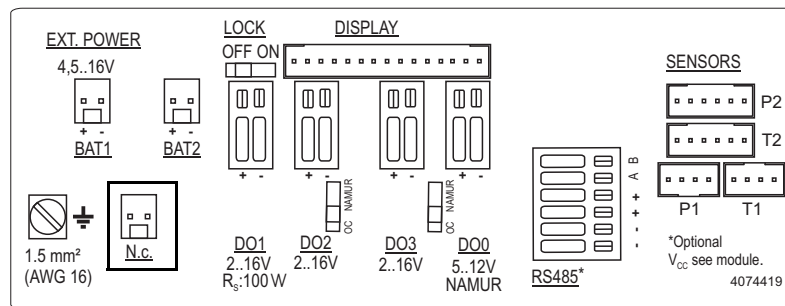 EXT. POWER
4,5..16V
+ -
BAT1
+ -
BAT2
LOCK
OFF ON
DISPLAY
+ -
+ -
+ -
+ -
OC NAMUR
OC NAMUR
DO1
2..16V
Rs:100 W
DO2
2..16V
DO3
2..16V
DO0
5..12V
NAMUR
B
A
+
+
-
-
RS485*
SENSORS
P2
T2
P1 T1
*Optional
VCC see module.
4074419
1.5 mm²
(AWG 16)
N.c.